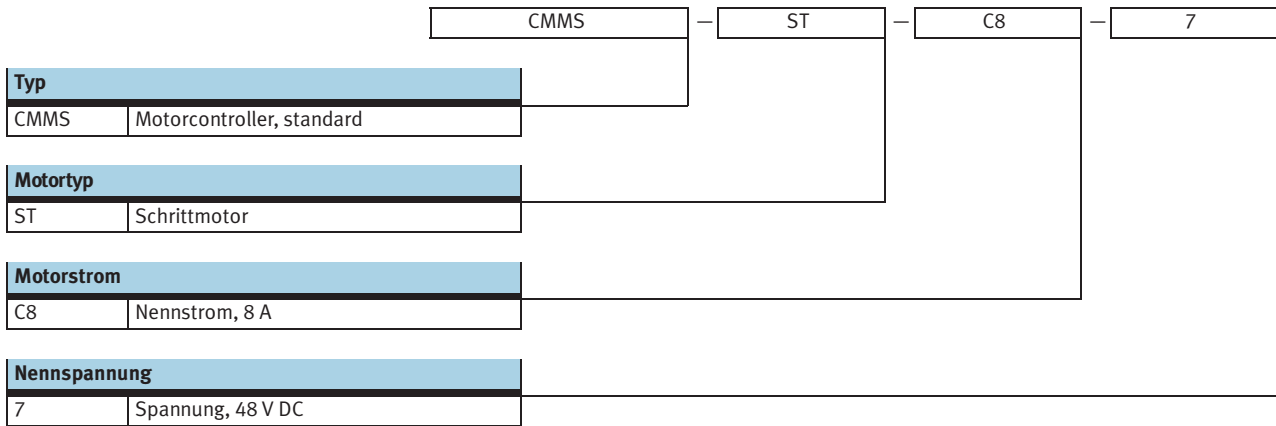 CMMS — ST — C8 — 7
Typ
CMMS Motorcontroller, standard
Motortyp
ST Schrittmotor
Motorstrom
C8 Nennstrom, 8 A
Nennspannung
7 Spannung, 48 V DC